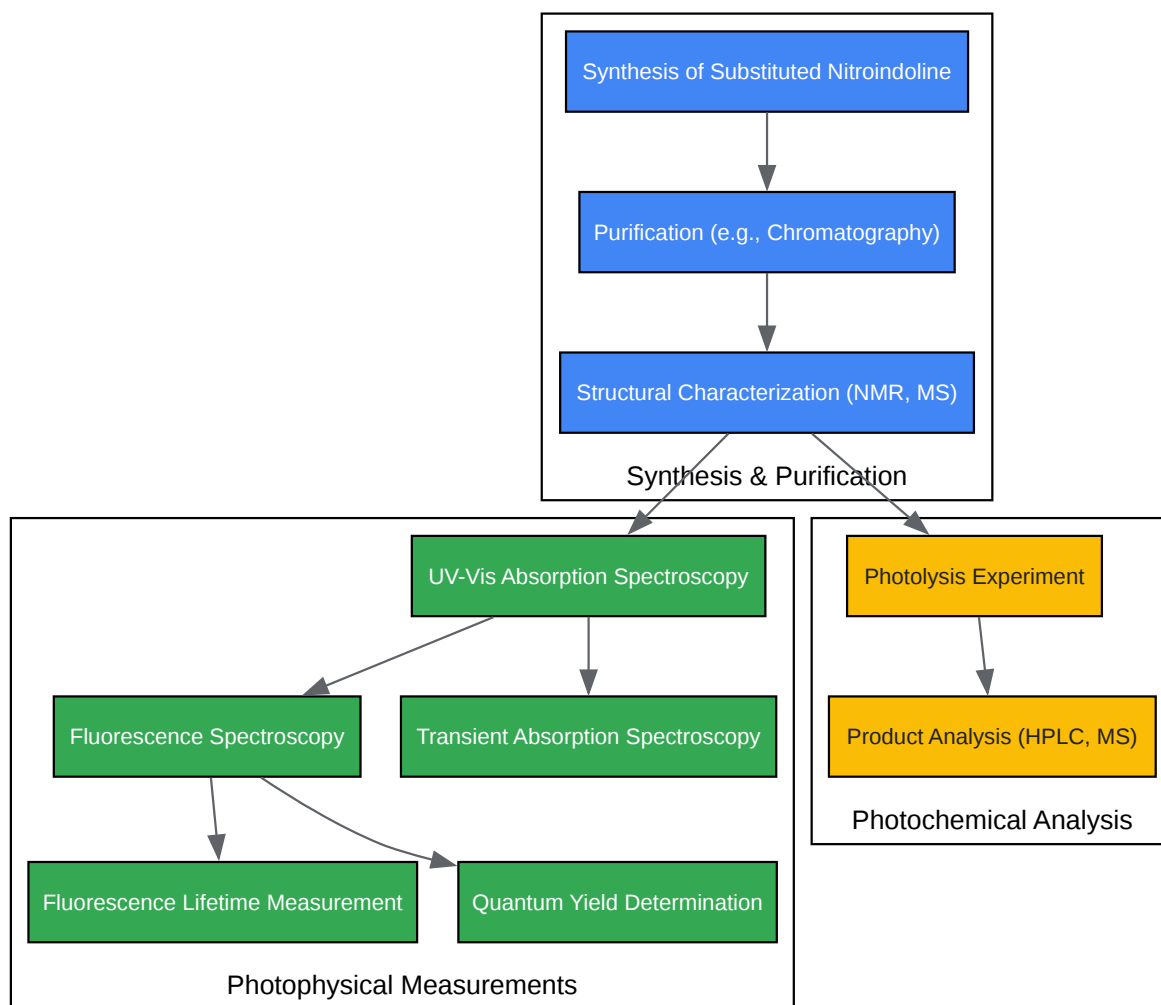 Synthesis of Substituted Nitroindoline
Purification (e.g., Chromatography)
Structural Characterization (NMR, MS)
Synthesis & Purification
UV-Vis Absorption Spectroscopy
Photolysis Experiment
Fluorescence Spectroscopy
Transient Absorption Spectroscopy
Product Analysis (HPLC, MS)
Photochemical Analysis
Fluorescence Lifetime Measurement
Quantum Yield Determination
Photophysical Measurements